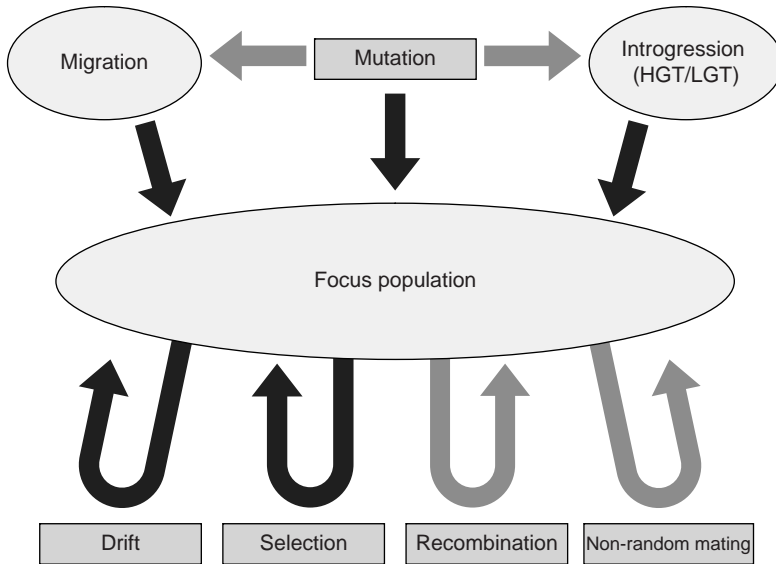 Migration
Mutation
Introgression
(HGT/LGT)
Focus population
Drift
Selection
Recombination
Non-random mating